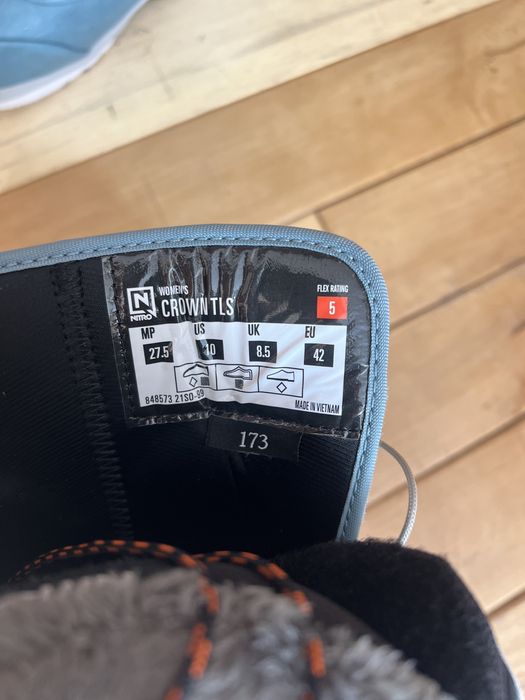 WOMEN'S
FLEX RATING
NITRO
CROWN TLS
5
MP US UK EU
27.5 10 8.5 42
848573 21SO-99
MADE IN VIETNAM
173